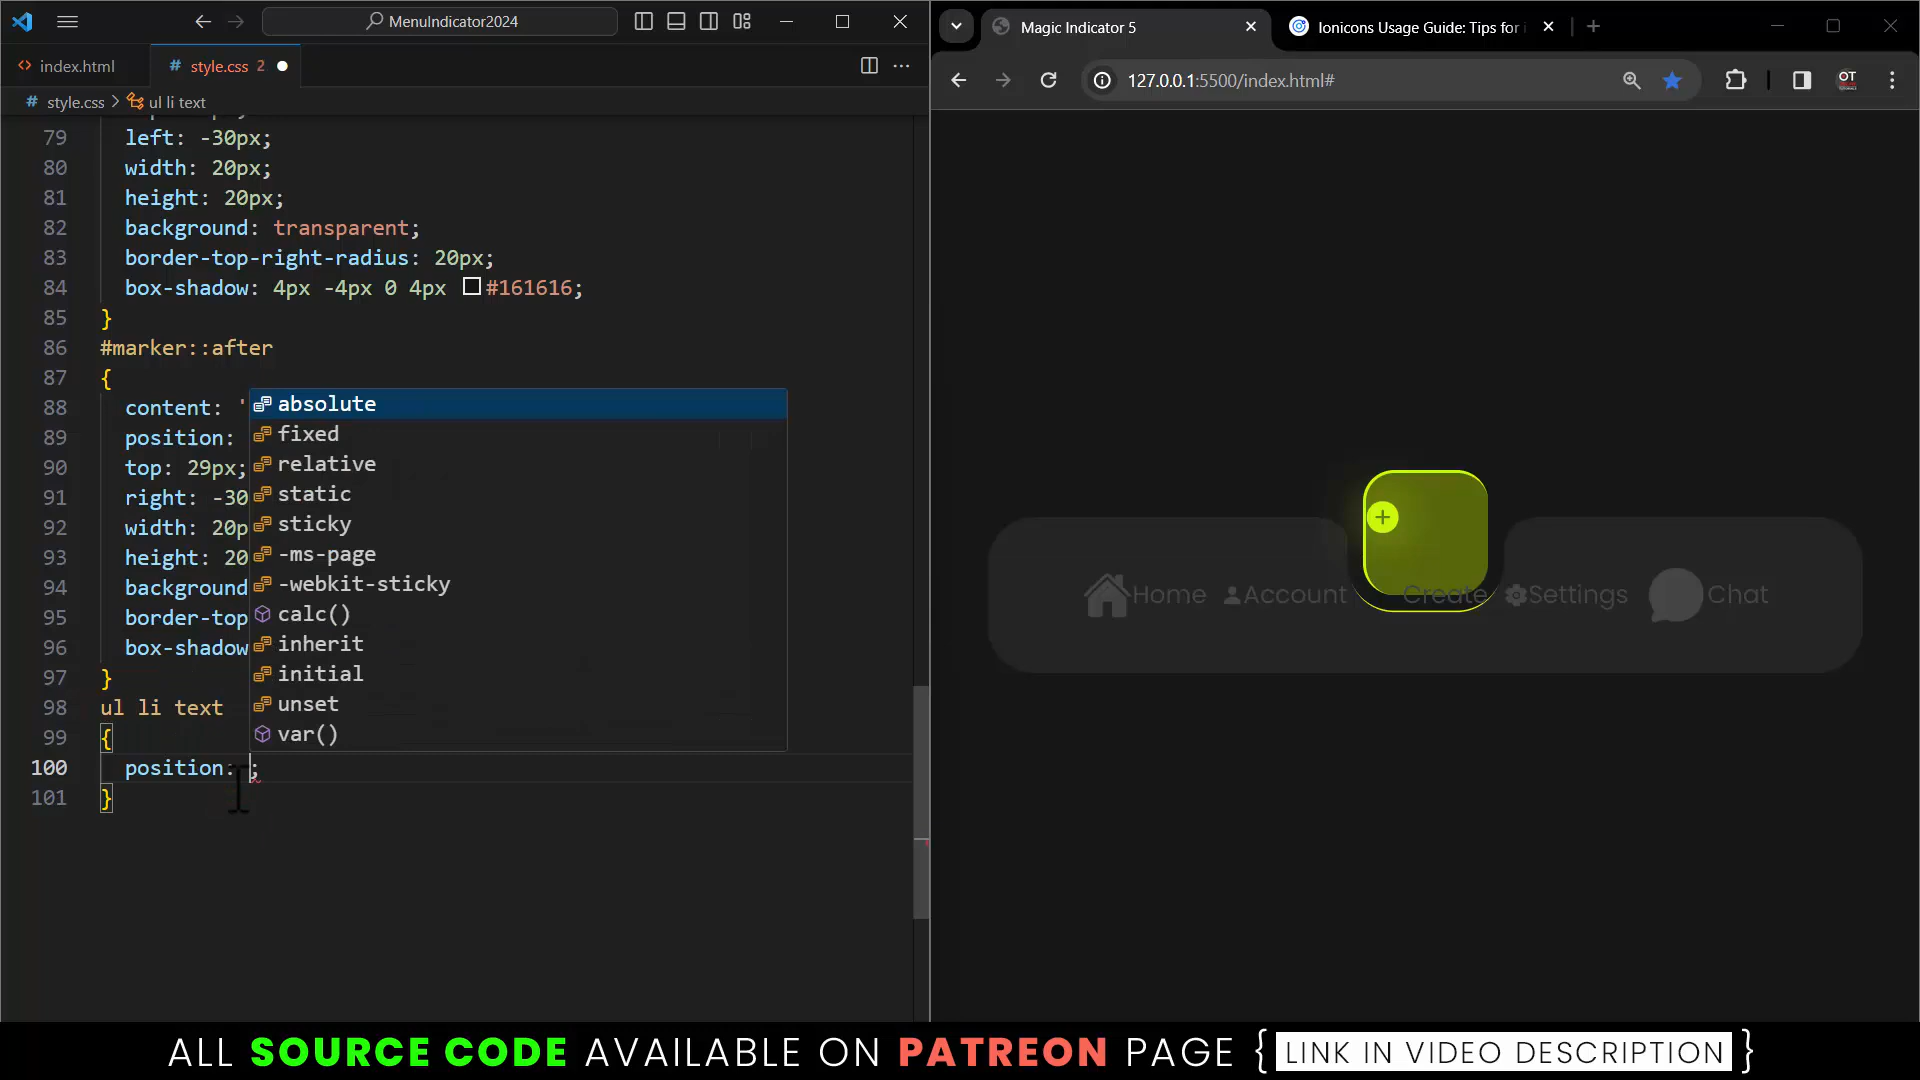 MenuIndicator2024
index.html
# style.css 2
# style.css > ul li text
79 left: -30px;
80 width: 20px;
81 height: 20px;
82 background: transparent;
83 border-top-right-radius: 20px;
84 box-shadow: 4px -4px 0 4px #161616;
85 }
86 #marker::after
87 {
88 content: '
89 position:
90 top: 29px;
91 right: -30
92 width: 20p
93 height: 20
94 background
95 border-top
96 box-shadow
97 }
98 ul li text
99 {
100 position: ;
101 }
absolute
fixed
relative
static
sticky
-ms-page
-webkit-sticky
calc()
inherit
initial
unset
var()
Magic Indicator 5
Ionicons Usage Guide: Tips for
127.0.0.1:5500/index.html#
OT
Home Account Create Settings Chat
ALL SOURCE CODE AVAILABLE ON PATREON PAGE { LINK IN VIDEO DESCRIPTION }